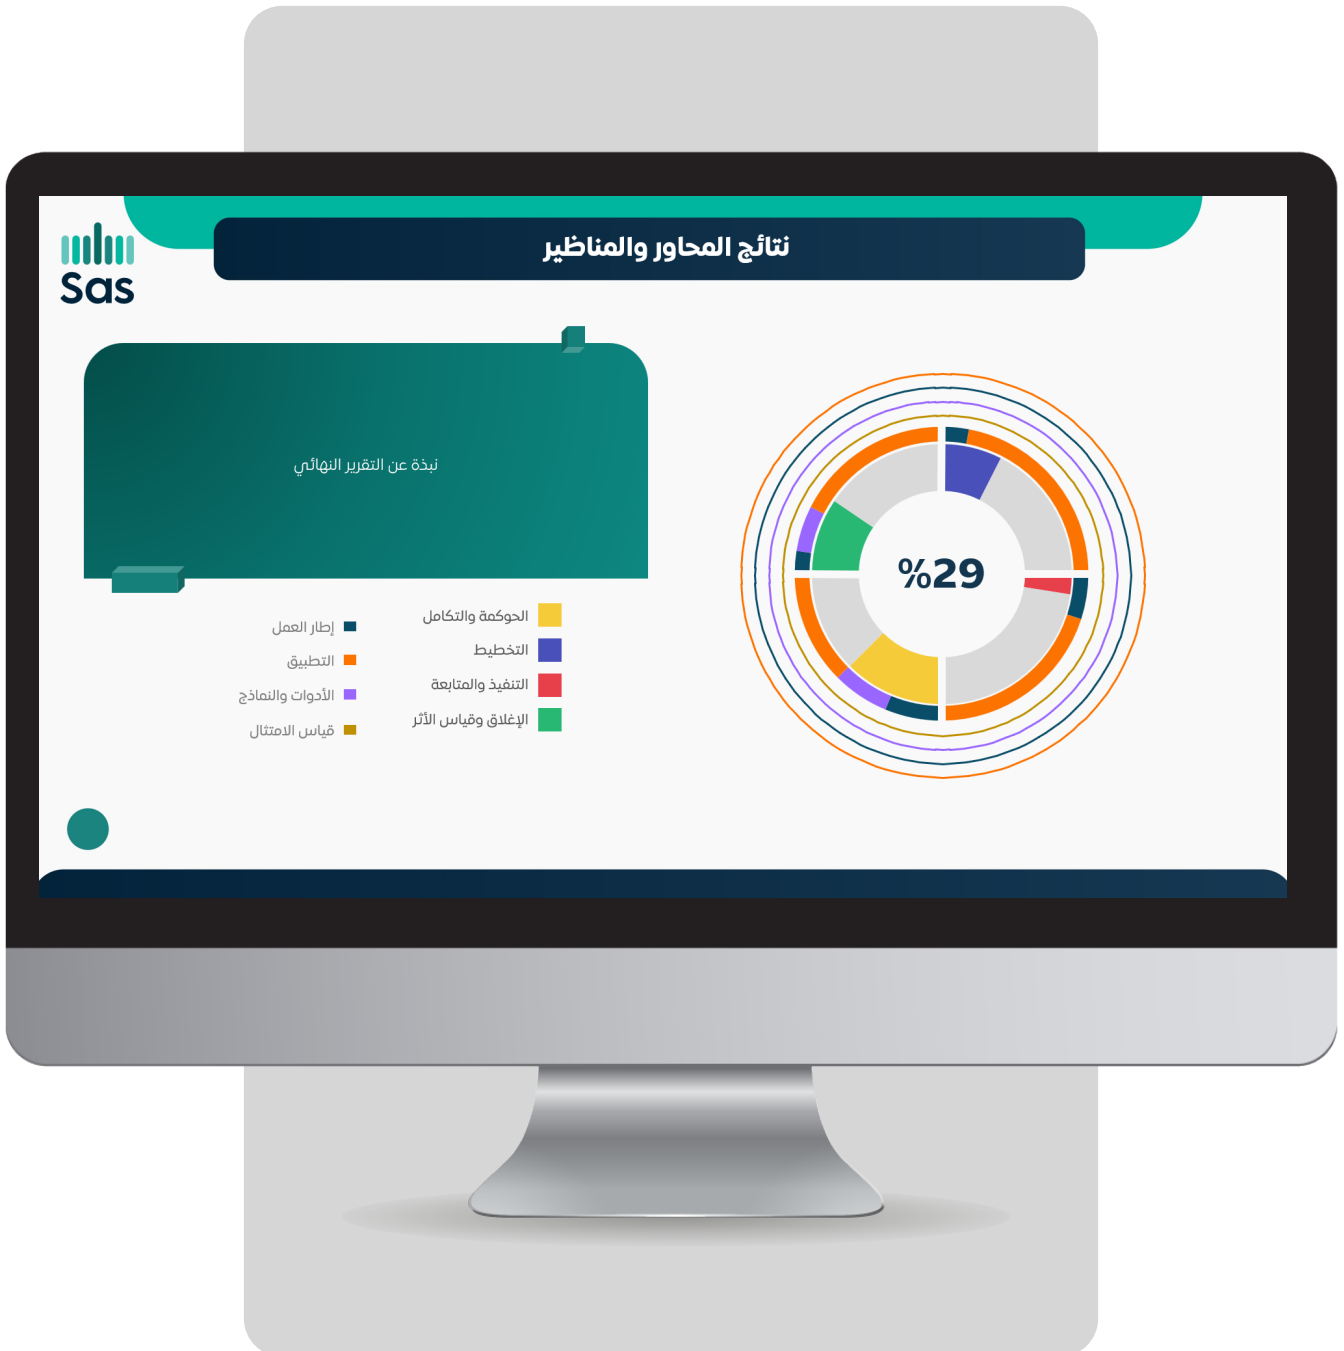 نتائج المحاور والمناظير
Sas
نبذة عن التقرير النهائي
%29
الحوكمة والتكامل
التخطيط
التنفيذ والمتابعة
الإغلاق وقياس الأثر
إطار العمل
التطبيق
الأدوات والنماذج
قياس الامتثال